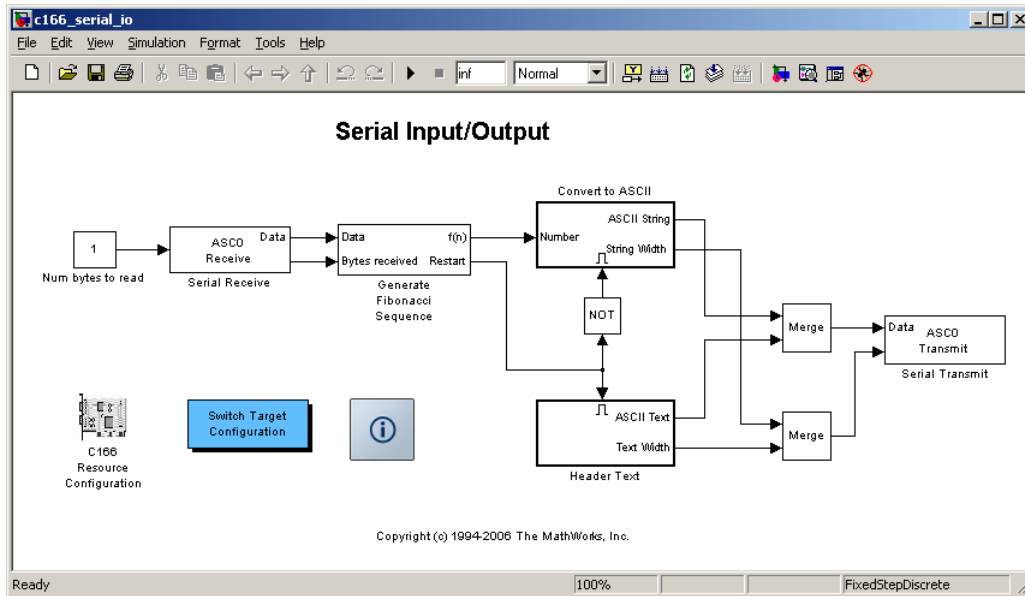 c166_serial_io
File Edit View Simulation Format Tools Help
inf Normal
Serial Input/Output
Convert to ASCII
ASCII String
Number
String Width
1
Num bytes to read
ASC0
Receive
Data
Serial Receive
Data f(n)
Bytes received Restart
Generate
Fibonacci
Sequence
NOT
Merge
Data
ASC0
Transmit
Serial Transmit
ASCII Text
Text Width
Header Text
Merge
C166
Resource
Configuration
Switch Target
Configuration
i
Copyright (c) 1994-2006 The MathWorks, Inc.
Ready 100% FixedStepDiscrete